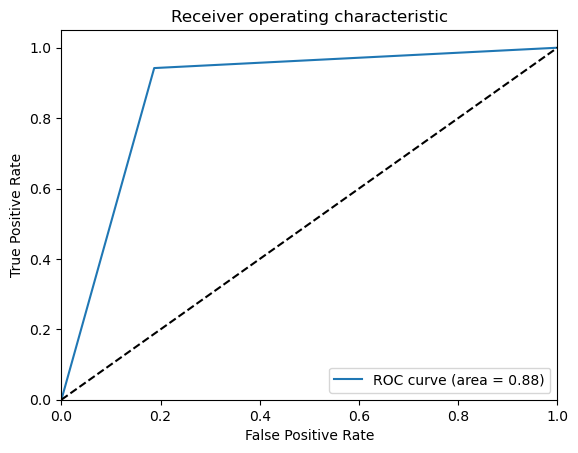 Receiver operating characteristic
True Positive Rate
1.0
0.8
0.6
0.4
0.2
0.0
0.0 0.2 0.4 0.6 0.8 1.0
False Positive Rate
ROC curve (area = 0.88)